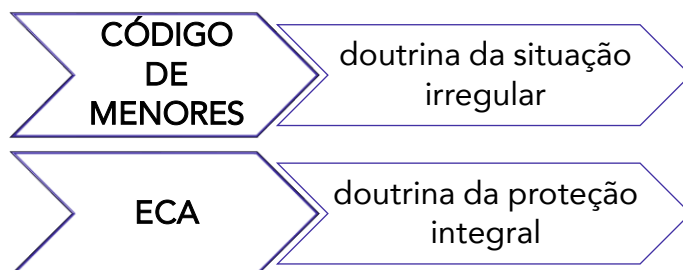 CÓDIGO
DE
MENORES
doutrina da situação
irregular
ECA
doutrina da proteção
integral